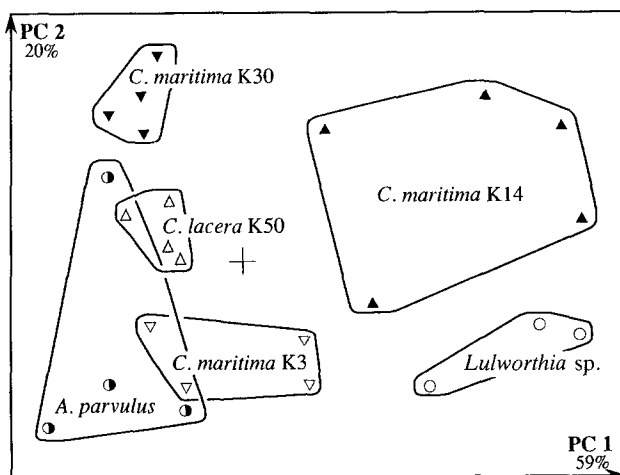 PC 2
20%
C. maritima K30
C. maritima K14
C. lacera K50
C. maritima K3
Lulworthia sp.
A. parvulus
PC 1
59%